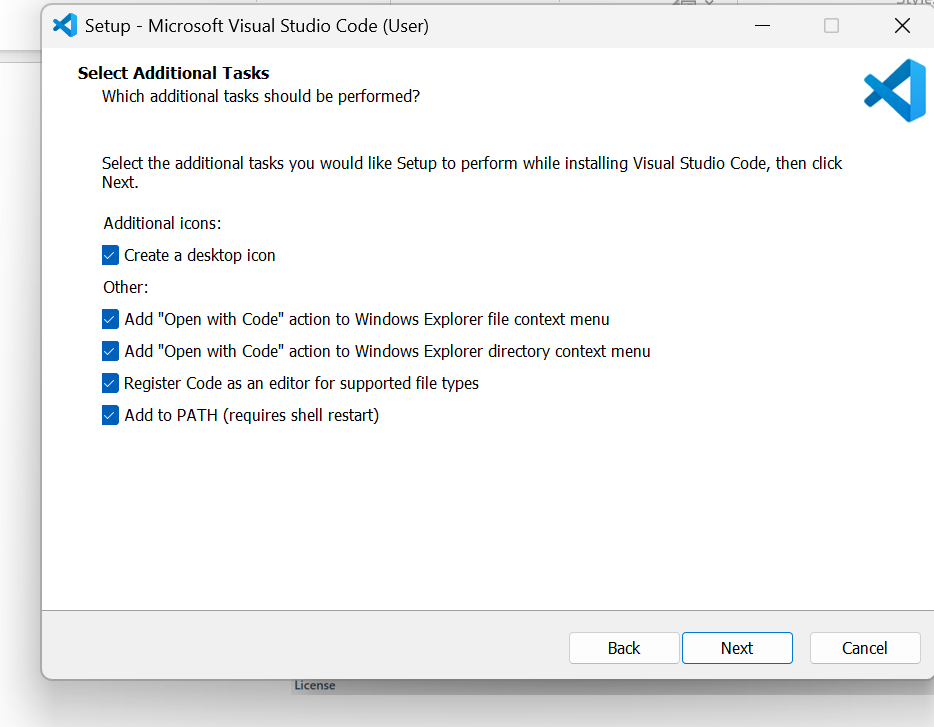 Setup - Microsoft Visual Studio Code (User)
Select Additional Tasks
Which additional tasks should be performed?
Select the additional tasks you would like Setup to perform while installing Visual Studio Code, then click
Next.
Additional icons:
Create a desktop icon
Other:
Add "Open with Code" action to Windows Explorer file context menu
Add "Open with Code" action to Windows Explorer directory context menu
Register Code as an editor for supported file types
Add to PATH (requires shell restart)
Back
Next
Cancel
License